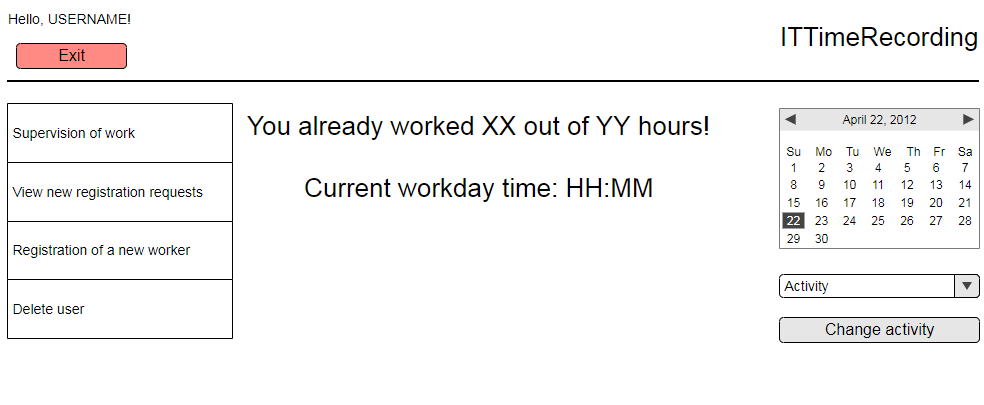 Hello, USERNAME!
Exit
ITTimeRecording
Supervision of work
View new registration requests
Registration of a new worker
Delete user
You already worked XX out of YY hours!
Current workday time: HH:MM
April 22, 2012
Su Mo Tu We Th Fr Sa
1 2 3 4 5 6 7
8 9 10 11 12 13 14
15 16 17 18 19 20 21
22 23 24 25 26 27 28
29 30
Activity
Change activity